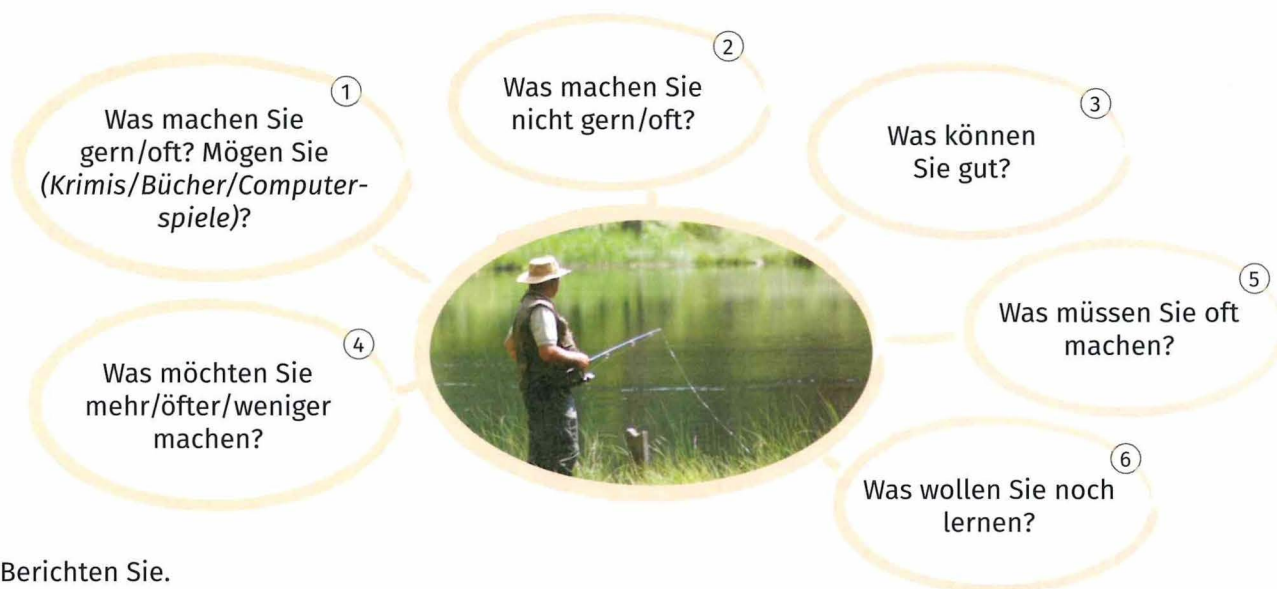 1
Was machen Sie
gern/oft? Mögen Sie
(Krimis/Bücher/Computer-
spiele)?
2
Was machen Sie
nicht gern/oft?
3
Was können
Sie gut?
4
Was möchten Sie
mehr/öfter/weniger
machen?
5
Was müssen Sie oft
machen?
6
Was wollen Sie noch
lernen?
Berichten Sie.